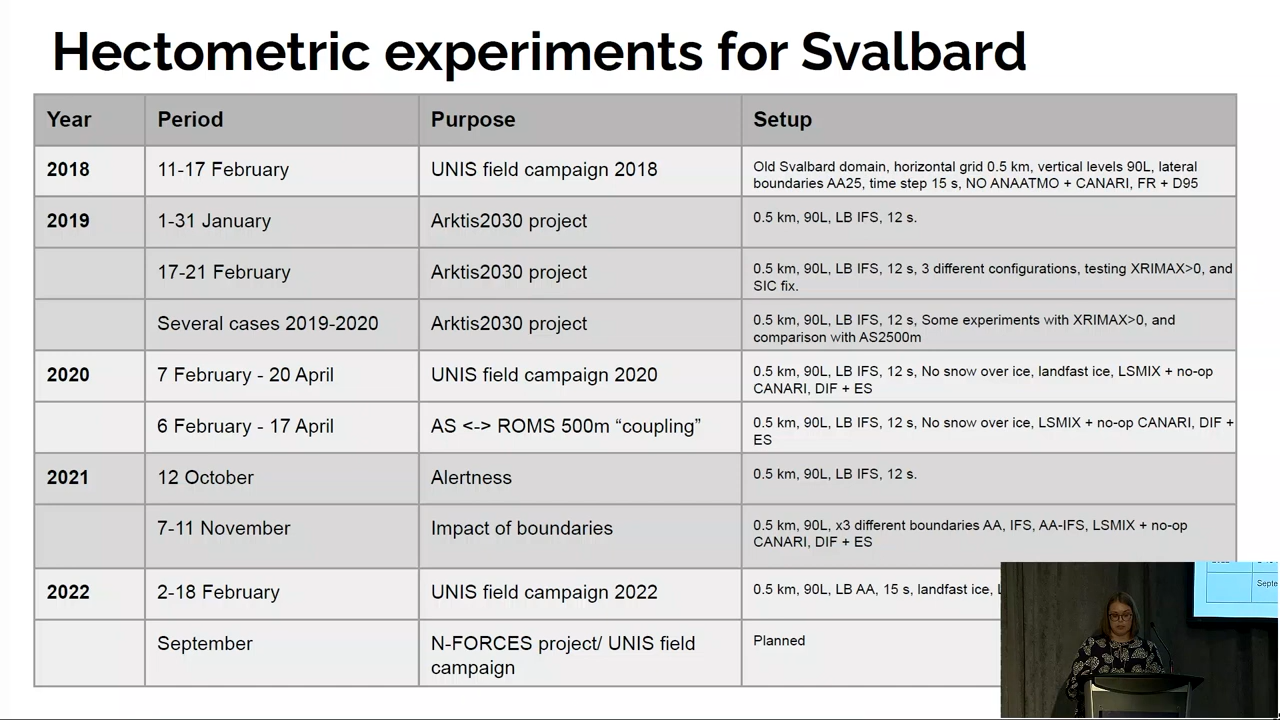 Hectometric experiments for Svalbard
Year Period Purpose Setup
2018 11-17 February UNIS field campaign 2018 Old Svalbard domain, horizontal grid 0.5 km, vertical levels 90L, lateral
boundaries AA25, time step 15 s, NO ANAATMO + CANARI, FR + D95
2019 1-31 January Arktis2030 project 0.5 km, 90L, LB IFS, 12 s.
17-21 February Arktis2030 project 0.5 km, 90L, LB IFS, 12 s, 3 different configurations, testing XRIMAX>0, and
SIC fix.
Several cases 2019-2020 Arktis2030 project 0.5 km, 90L, LB IFS, 12 s, Some experiments with XRIMAX>0, and
comparison with AS2500m
2020 7 February - 20 April UNIS field campaign 2020 0.5 km, 90L, LB IFS, 12 s, No snow over ice, landfast ice, LSMIX + no-op
CANARI, DIF + ES
6 February - 17 April AS <-> ROMS 500m “coupling” 0.5 km, 90L, LB IFS, 12 s, No snow over ice, LSMIX + no-op CANARI, DIF +
ES
2021 12 October Alertness 0.5 km, 90L, LB IFS, 12 s.
7-11 November Impact of boundaries 0.5 km, 90L, x3 different boundaries AA, IFS, AA-IFS, LSMIX + no-op
CANARI, DIF + ES
2022 2-18 February UNIS field campaign 2022 0.5 km, 90L, LB AA, 15 s, landfast ice,
September N-FORCES project/ UNIS field Planned
campaign
Septe